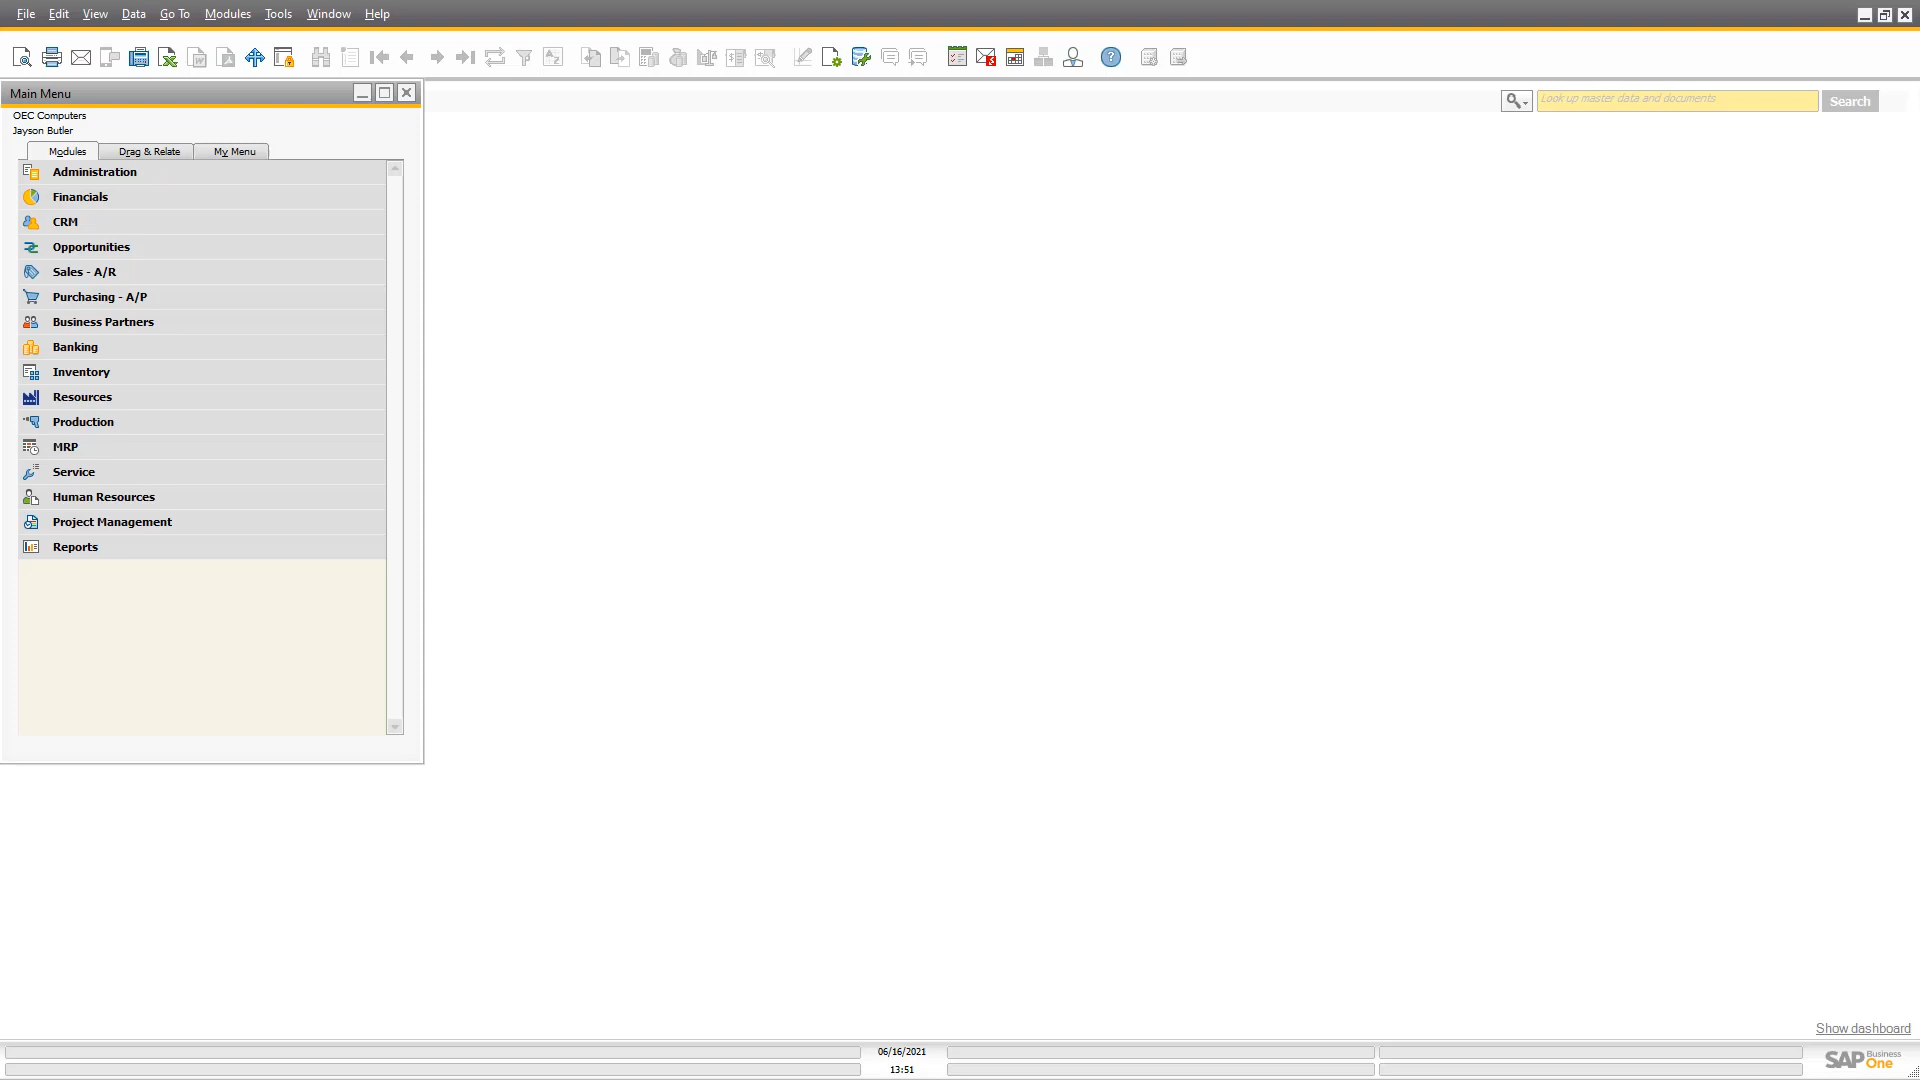 File Edit View Data Go To Modules Tools Window Help
Main Menu
Look up master data and documents
Search
OEC Computers
Jayson Butler
Modules Drag & Relate My Menu
Administration
Financials
CRM
Opportunities
Sales - A/R
Purchasing - A/P
Business Partners
Banking
Inventory
Resources
Production
MRP
Service
Human Resources
Project Management
Reports
Show dashboard
06/16/2021
13:51
SAP Business One